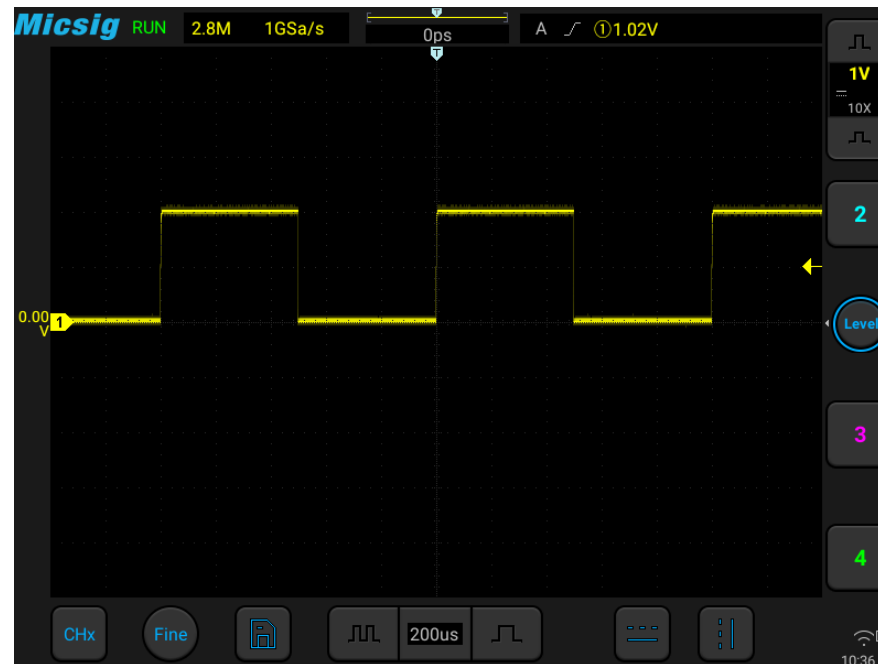 Micsig RUN 2.8M 1GSa/s 0ps A ①1.02V
T
T
1V
10X
2
0.00
V
1
Level
3
4
CHx Fine 200us
10:36